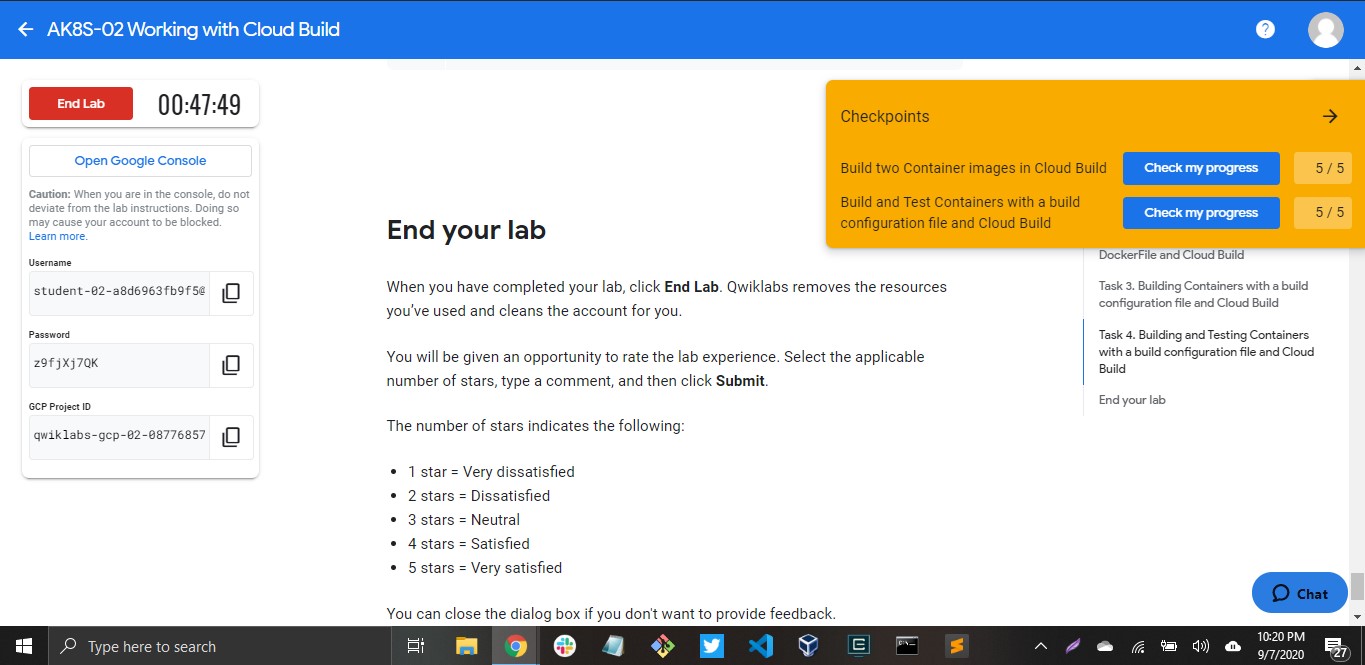 AK8S-02 Working with Cloud Build
?
End Lab
00:47:49
Open Google Console
Caution: When you are in the console, do not
deviate from the lab instructions. Doing so
may cause your account to be blocked.
Learn more.
Username
student-02-a8d6963fb9f5@
Password
z9fjXj7QK
GCP Project ID
qwiklabs-gcp-02-08776857
End your lab
When you have completed your lab, click End Lab. Qwiklabs removes the resources
you've used and cleans the account for you.
You will be given an opportunity to rate the lab experience. Select the applicable
number of stars, type a comment, and then click Submit.
The number of stars indicates the following:
• 1 star = Very dissatisfied
• 2 stars = Dissatisfied
• 3 stars = Neutral
• 4 stars = Satisfied
• 5 stars = Very satisfied
You can close the dialog box if you don't want to provide feedback.
Checkpoints
Build two Container images in Cloud Build
Check my progress
5 / 5
Build and Test Containers with a build
configuration file and Cloud Build
Check my progress
5 / 5
DockerFile and Cloud Build
Task 3. Building Containers with a build
configuration file and Cloud Build
Task 4. Building and Testing Containers
with a build configuration file and Cloud
Build
End your lab
Chat
Type here to search
10:20 PM
9/7/2020
27